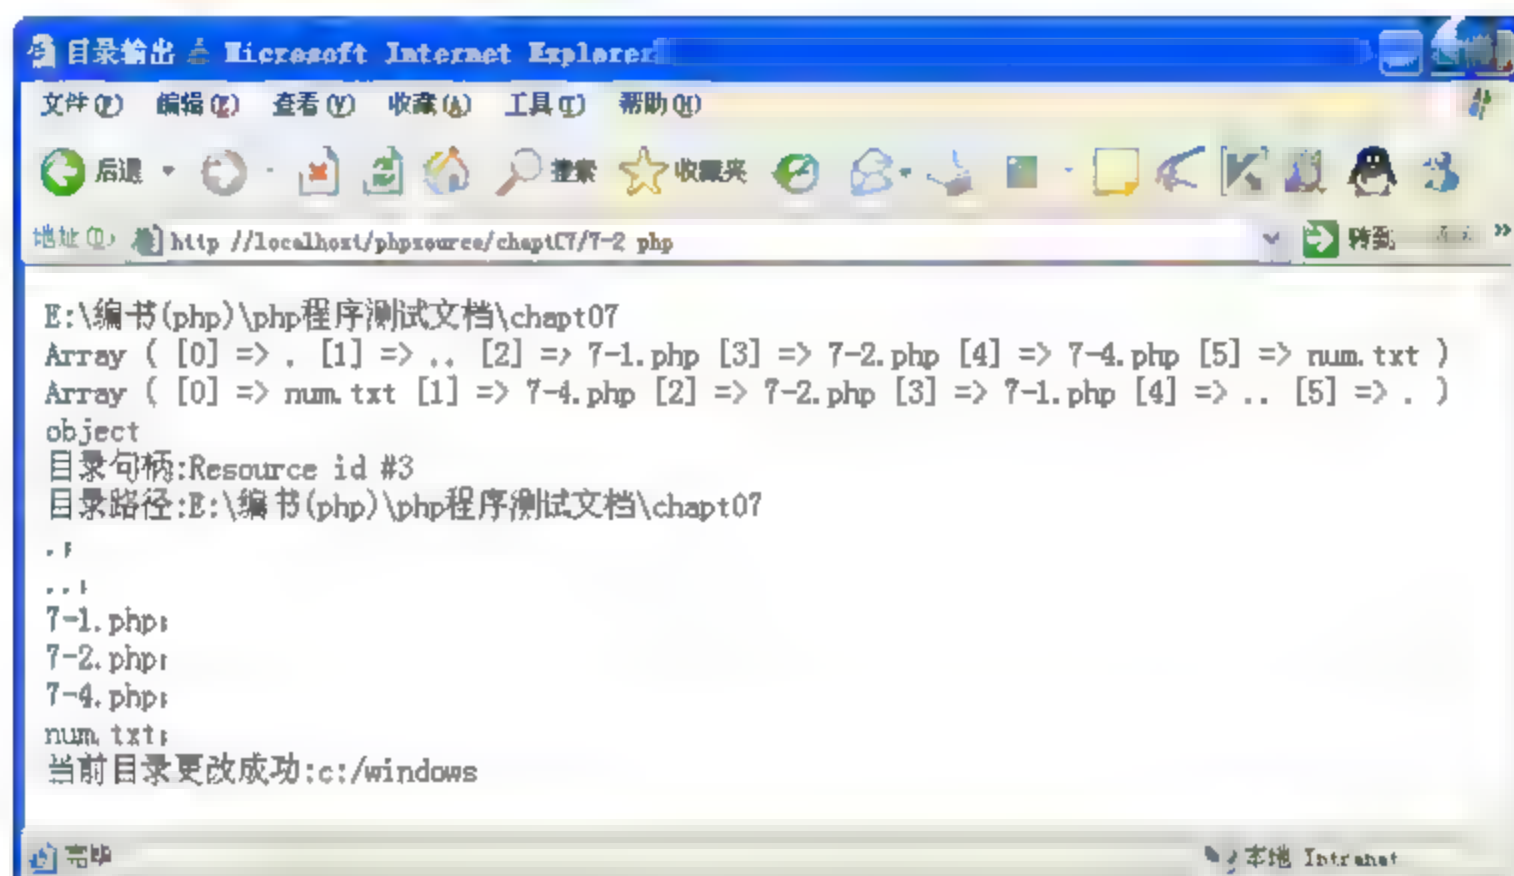 目录输出 - Microsoft Internet Explorer
文件(F) 编辑(E) 查看(V) 收藏(A) 工具(T) 帮助(H)
后退 搜索 收藏夹
地址(D) http://localhost/phpsource/chapt07/7-2.php 转到
E:\编书(php)\php程序测试文档\chapt07
Array ( [0] => . [1] => .. [2] => 7-1.php [3] => 7-2.php [4] => 7-4.php [5] => num.txt )
Array ( [0] => num.txt [1] => 7-4.php [2] => 7-2.php [3] => 7-1.php [4] => .. [5] => . )
object
目录句柄:Resource id #3
目录路径:E:\编书(php)\php程序测试文档\chapt07
.;
..;
7-1.php;
7-2.php;
7-4.php;
num.txt;
当前目录更改成功:c:/windows
完毕 本地 Intranet